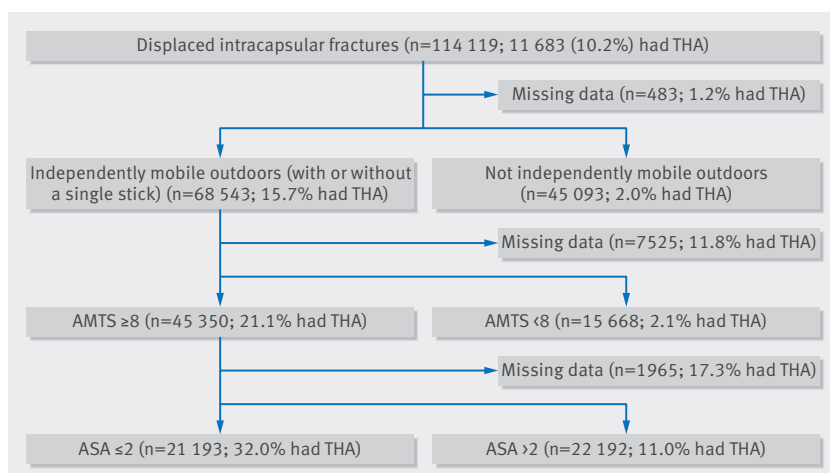 Displaced intracapsular fractures (n=114 119; 11 683 (10.2%) had THA)
Missing data (n=483; 1.2% had THA)
Independently mobile outdoors (with or without
a single stick) (n=68 543; 15.7% had THA)
Not independently mobile outdoors
(n=45 093; 2.0% had THA)
Missing data (n=7525; 11.8% had THA)
AMTS ≥8 (n=45 350; 21.1% had THA)
AMTS <8 (n=15 668; 2.1% had THA)
Missing data (n=1965; 17.3% had THA)
ASA ≤2 (n=21 193; 32.0% had THA)
ASA >2 (n=22 192; 11.0% had THA)